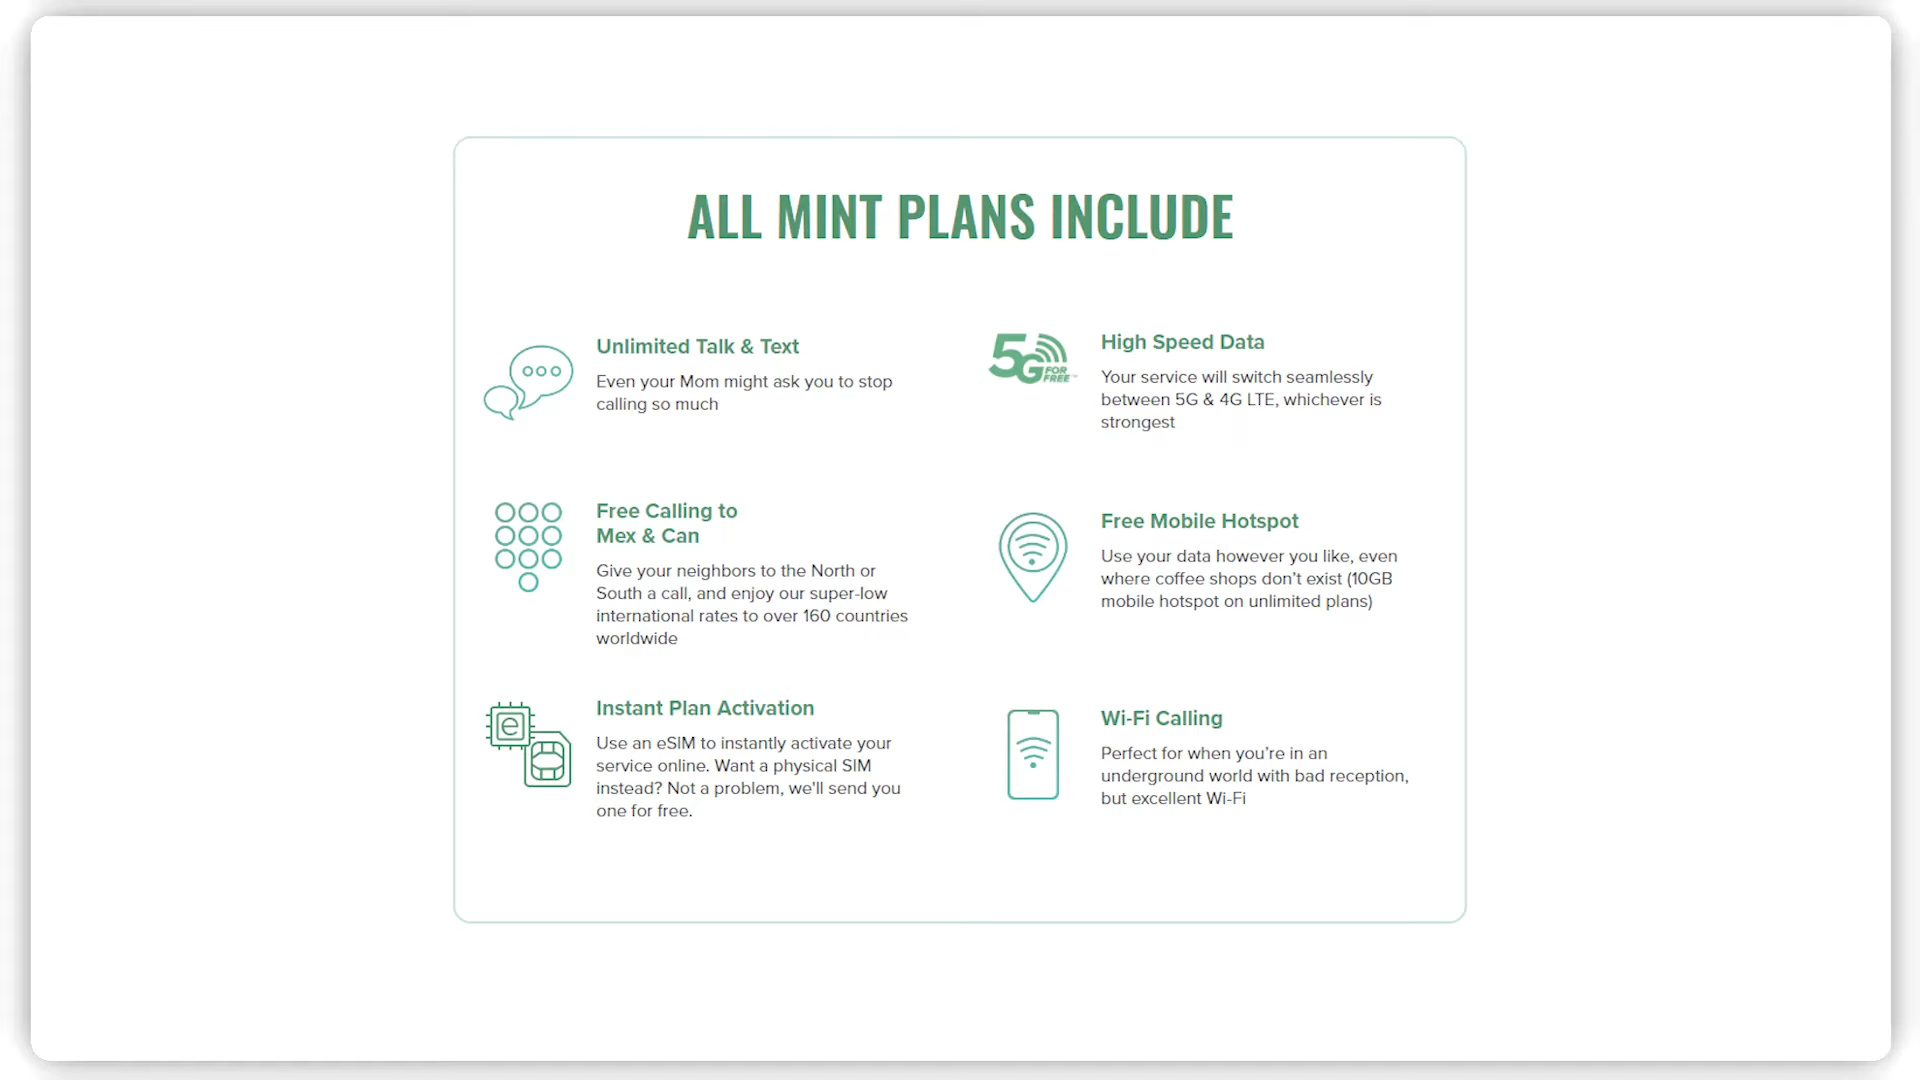 ALL MINT PLANS INCLUDE
Unlimited Talk & Text
Even your Mom might ask you to stop
calling so much
5G FOR FREE™
High Speed Data
Your service will switch seamlessly
between 5G & 4G LTE, whichever is
strongest
Free Calling to
Mex & Can
Give your neighbors to the North or
South a call, and enjoy our super-low
international rates to over 160 countries
worldwide
Free Mobile Hotspot
Use your data however you like, even
where coffee shops don’t exist (10GB
mobile hotspot on unlimited plans)
e
Instant Plan Activation
Use an eSIM to instantly activate your
service online. Want a physical SIM
instead? Not a problem, we'll send you
one for free.
Wi-Fi Calling
Perfect for when you’re in an
underground world with bad reception,
but excellent Wi-Fi